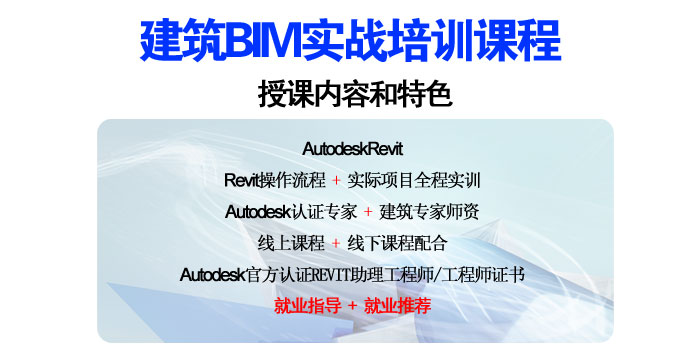 建筑BIM实战培训课程
授课内容和特色
AutodeskRevit
Revit操作流程 + 实际项目全程实训
Autodesk认证专家 + 建筑专家师资
线上课程 + 线下课程配合
Autodesk官方认证REVIT助理工程师/工程师证书
就业指导 + 就业推荐